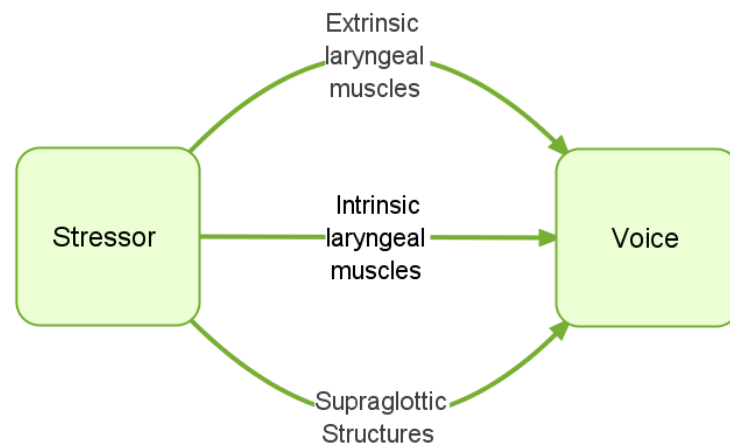 Extrinsic
laryngeal
muscles
Stressor
Intrinsic
laryngeal
muscles
Voice
Supraglottic
Structures